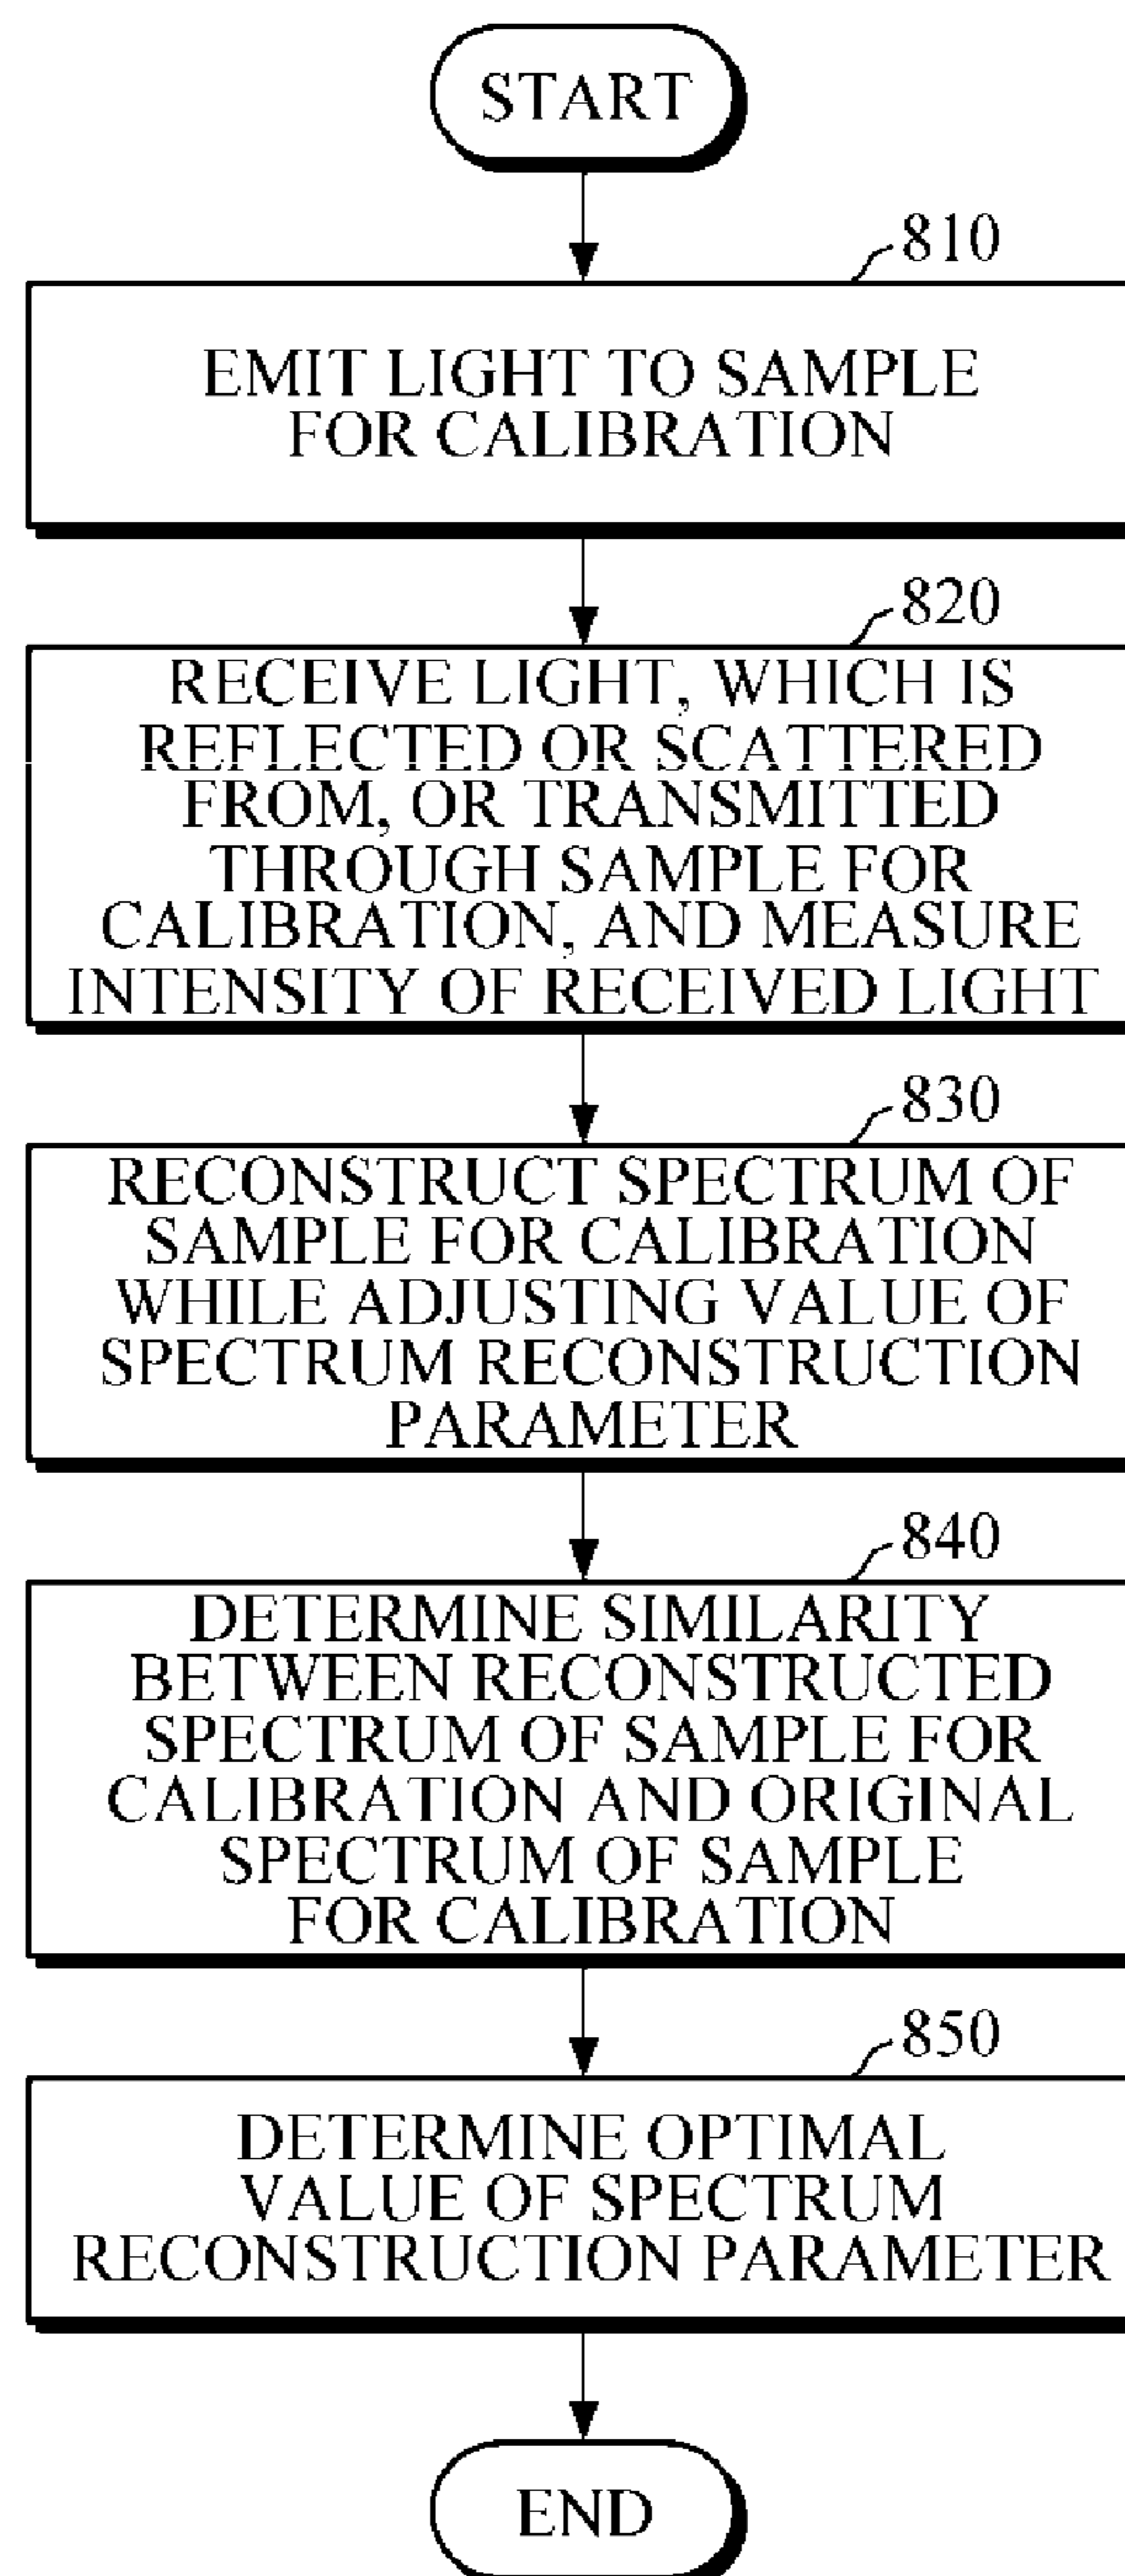 START
810
EMIT LIGHT TO SAMPLE
FOR CALIBRATION
820
RECEIVE LIGHT, WHICH IS
REFLECTED OR SCATTERED
FROM, OR TRANSMITTED
THROUGH SAMPLE FOR
CALIBRATION, AND MEASURE
INTENSITY OF RECEIVED LIGHT
830
RECONSTRUCT SPECTRUM OF
SAMPLE FOR CALIBRATION
WHILE ADJUSTING VALUE OF
SPECTRUM RECONSTRUCTION
PARAMETER
840
DETERMINE SIMILARITY
BETWEEN RECONSTRUCTED
SPECTRUM OF SAMPLE FOR
CALIBRATION AND ORIGINAL
SPECTRUM OF SAMPLE
FOR CALIBRATION
850
DETERMINE OPTIMAL
VALUE OF SPECTRUM
RECONSTRUCTION PARAMETER
END